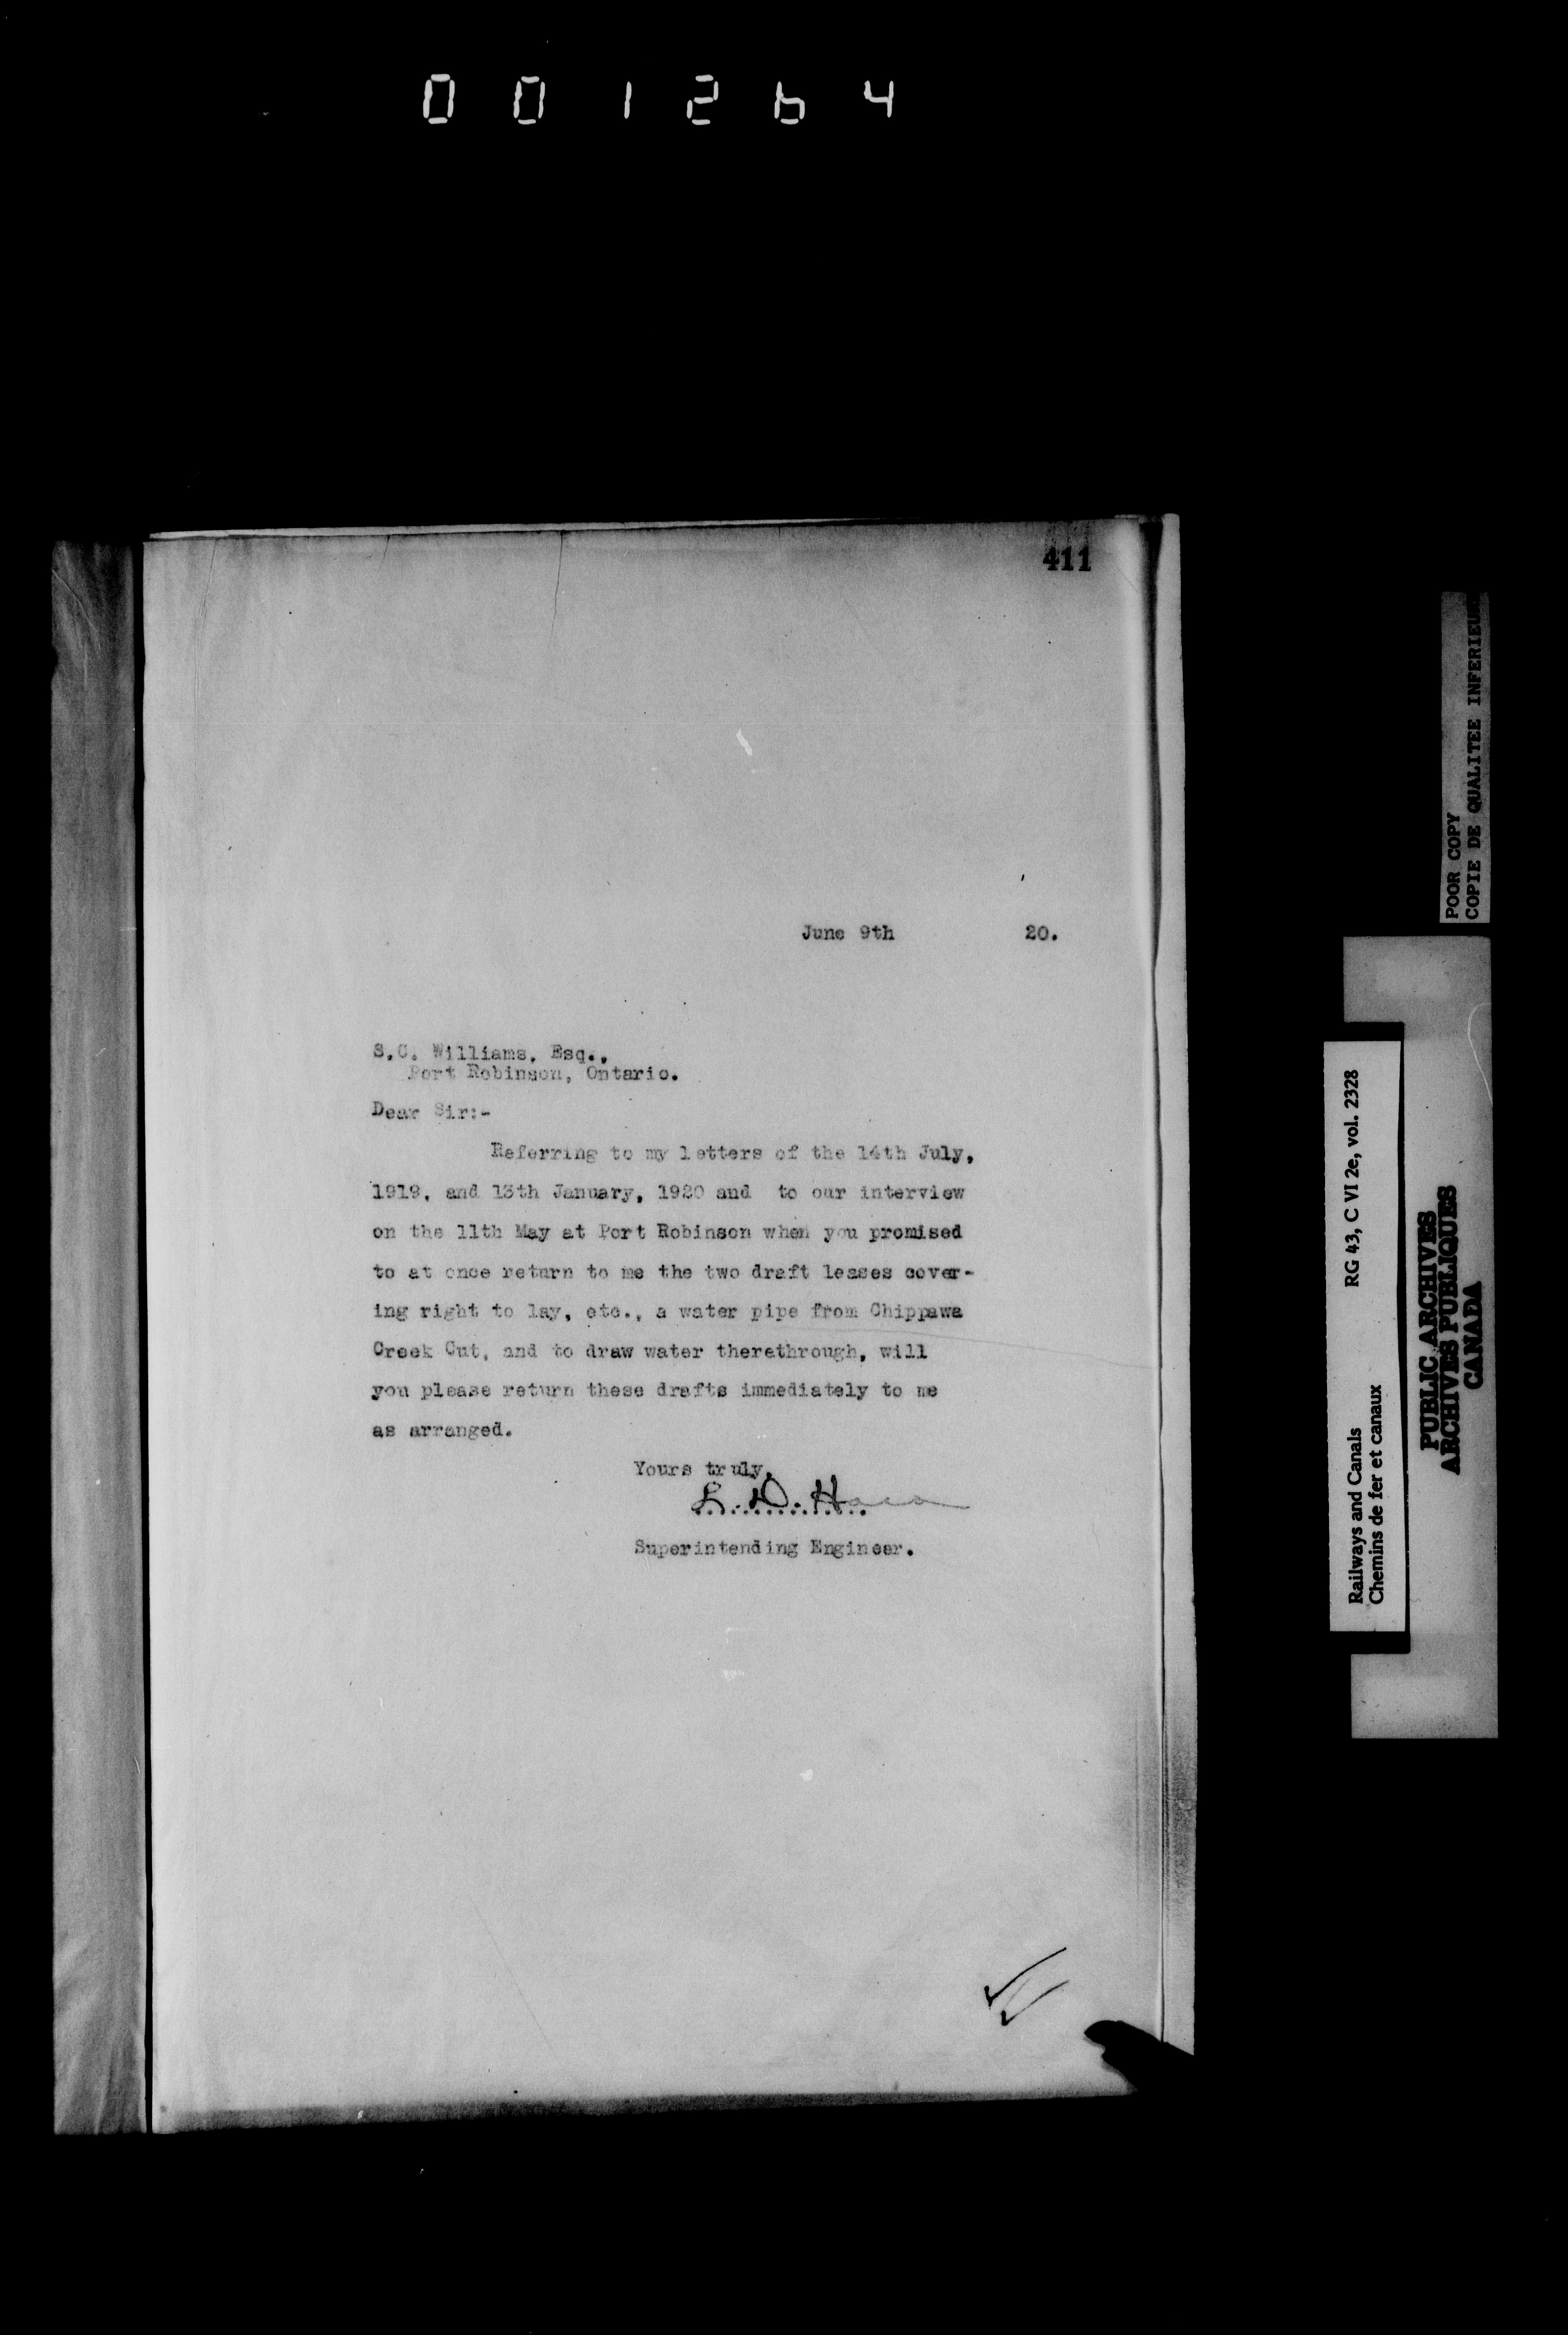 001264
411
June 9th 20.
S.C. Williams, Esq.,
Port Robinson, Ontario.
Dear Sir:-
Referring to my letters of the 14th July,
1919, and 13th January, 1920 and to our interview
on the 11th May at Port Robinson when you promised
to at once return to me the two draft leases cover-
ing right to lay, etc., a water pipe from Chippawa
Creek Cut, and to draw water therethrough, will
you please return these drafts immediately to me
as arranged.
Yours truly,
L. D. Hara
Superintending Engineer.
POOR COPY
COPIE DE QUALITEE INFERIEU
RG 43, C VI 2e, vol. 2328
Railways and Canals
Chemins de fer et canaux
PUBLIC ARCHIVES
ARCHIVES PUBLIQUES
CANADA